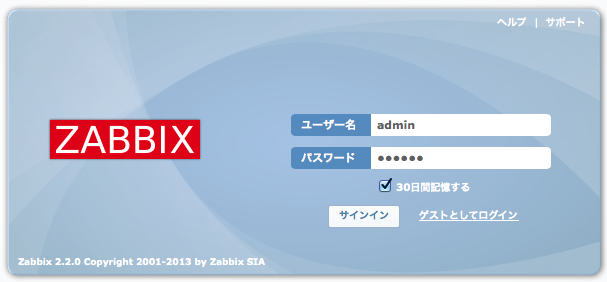 ヘルプ | サポート
ZABBIX
ユーザー名 admin
パスワード ••••••
30日間記憶する
サインイン ゲストとしてログイン
Zabbix 2.2.0 Copyright 2001-2013 by Zabbix SIA